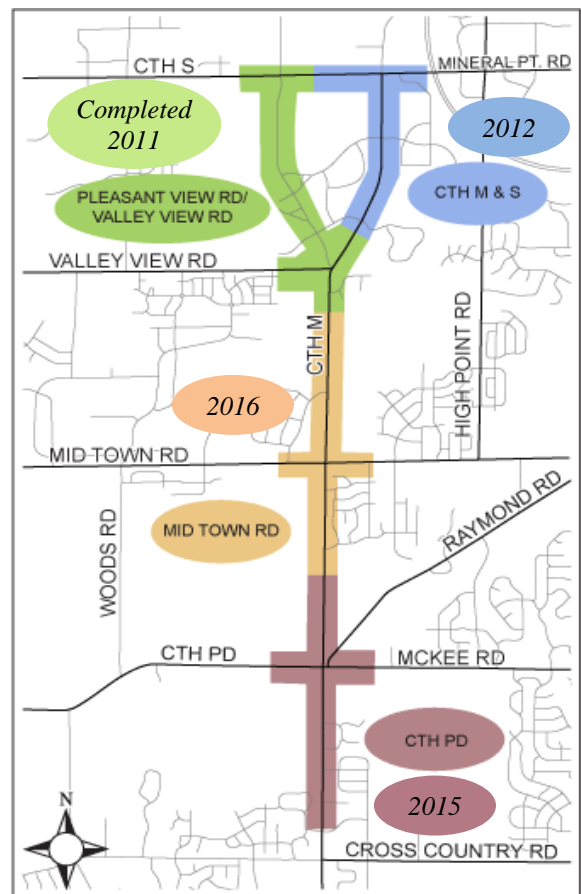 CTH S
MINERAL PT. RD
Completed
2011
2012
PLEASANT VIEW RD/
VALLEY VIEW RD
CTH M & S
VALLEY VIEW RD
CTH M
HIGH POINT RD
2016
MID TOWN RD
RAYMOND RD
MID TOWN RD
WOODS RD
CTH PD
MCKEE RD
CTH PD
2015
N
CROSS COUNTRY RD